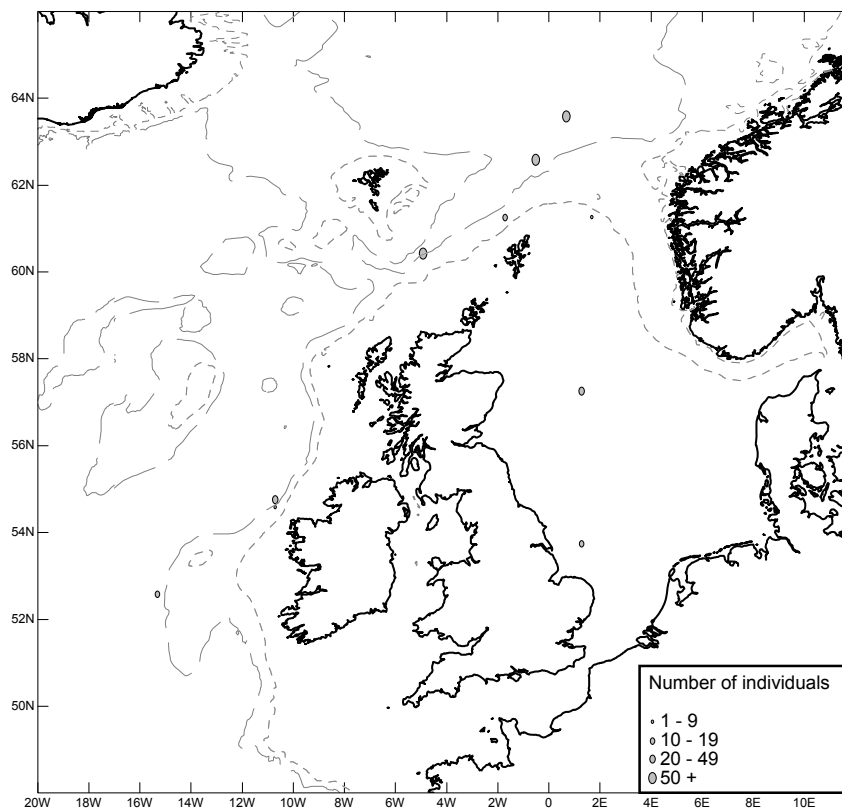 64N
62N
60N
58N
56N
54N
52N
50N
Number of individuals
1 - 9
10 - 19
20 - 49
50 +
20W 18W 16W 14W 12W 10W 8W 6W 4W 2W 0 2E 4E 6E 8E 10E